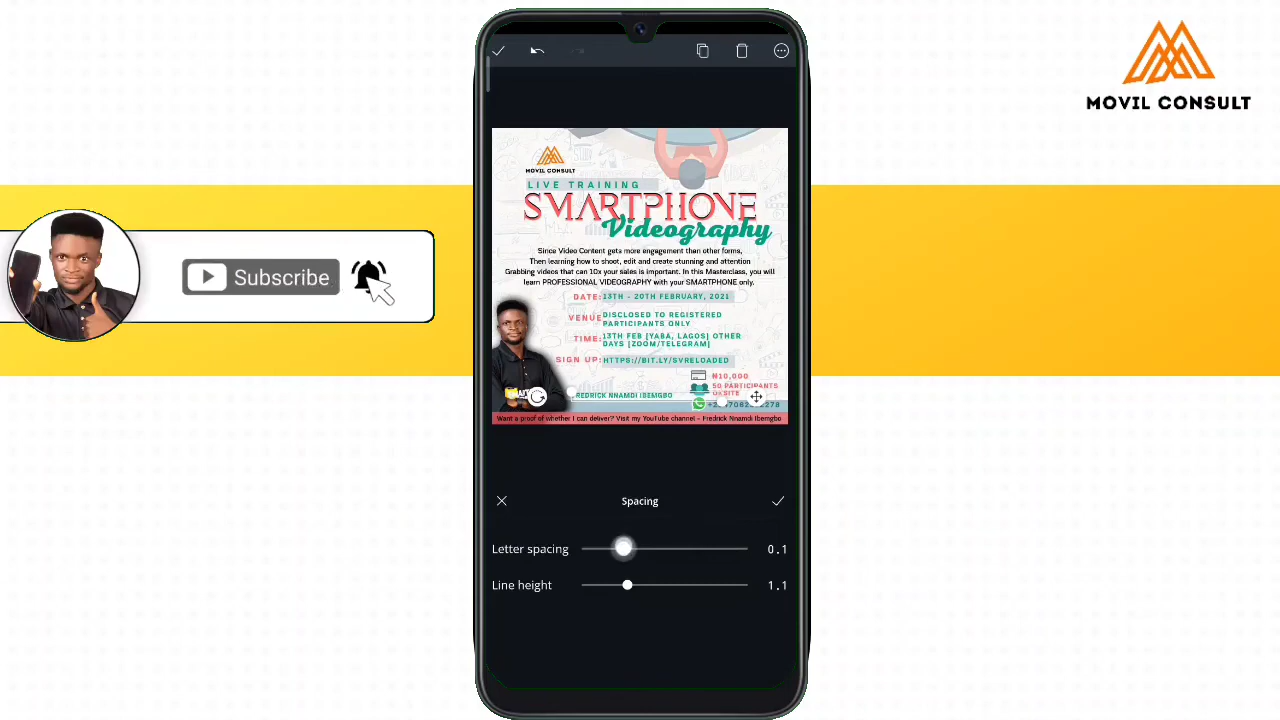 MOVIL CONSULT
Subscribe
MOVIL CONSULT
LIVE TRAINING
SMARTPHONE
Videography
Since Video Content gets more engagement than other forms,
Then learning how to shoot, edit and create stunning and attention
Grabbing videos that can 10x your sales is important. In this Masterclass, you will
learn PROFESSIONAL VIDEOGRAPHY with your SMARTPHONE only.
DATE: 13TH - 20TH FEBRUARY, 2021
VENUE DISCLOSED TO REGISTERED
PARTICIPANTS ONLY
TIME: 13TH FEB [YABA, LAGOS] OTHER
DAYS [ZOOM/TELEGRAM]
SIGN UP: HTTPS://BIT.LY/SVRELOADED
₦10,000
50 PARTICIPANTS
ONSITE
REDRICK NNAMDI IBEMGBO
Want a proof of whether I can deliver? Visit my YouTube channel - Fredrick Nnamdi Ibemgbo
Spacing
Letter spacing 0.1
Line height 1.1